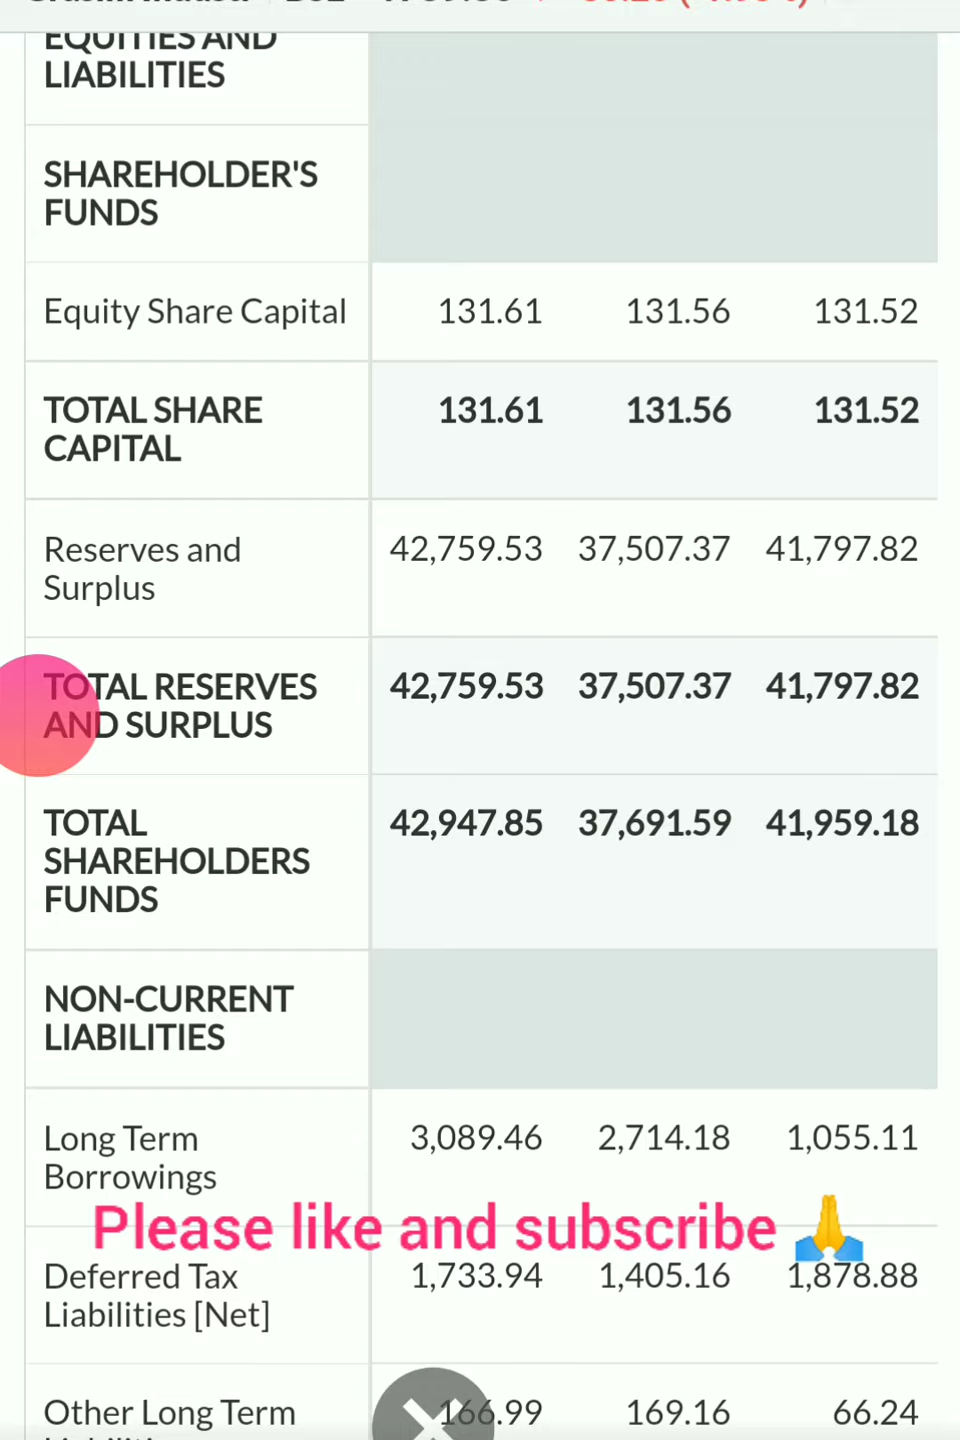 EQUITIES AND
LIABILITIES
SHAREHOLDER'S
FUNDS
Equity Share Capital 131.61 131.56 131.52
TOTAL SHARE 131.61 131.56 131.52
CAPITAL
Reserves and 42,759.53 37,507.37 41,797.82
Surplus
TOTAL RESERVES 42,759.53 37,507.37 41,797.82
AND SURPLUS
TOTAL 42,947.85 37,691.59 41,959.18
SHAREHOLDERS
FUNDS
NON-CURRENT
LIABILITIES
Long Term 3,089.46 2,714.18 1,055.11
Borrowings
Please like and subscribe 🙏
Deferred Tax 1,733.94 1,405.16 1,878.88
Liabilities [Net]
Other Long Term 166.99 169.16 66.24